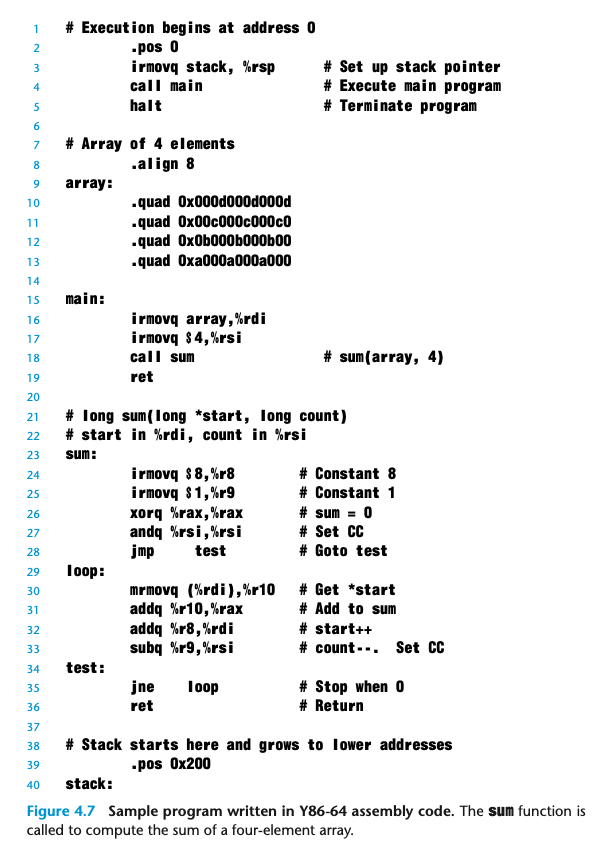 1 # Execution begins at address 0
2 .pos 0
3 irmovq stack, %rsp # Set up stack pointer
4 call main # Execute main program
5 halt # Terminate program
6
7 # Array of 4 elements
8 .align 8
9 array:
10 .quad 0x000d000d000d
11 .quad 0x00c000c000c0
12 .quad 0x0b000b000b00
13 .quad 0xa000a000a000
14
15 main:
16 irmovq array,%rdi
17 irmovq $4,%rsi
18 call sum # sum(array, 4)
19 ret
20
21 # long sum(long *start, long count)
22 # start in %rdi, count in %rsi
23 sum:
24 irmovq $8,%r8 # Constant 8
25 irmovq $1,%r9 # Constant 1
26 xorq %rax,%rax # sum = 0
27 andq %rsi,%rsi # Set CC
28 jmp test # Goto test
29 loop:
30 mrmovq (%rdi),%r10 # Get *start
31 addq %r10,%rax # Add to sum
32 addq %r8,%rdi # start++
33 subq %r9,%rsi # count--. Set CC
34 test:
35 jne loop # Stop when 0
36 ret # Return
37
38 # Stack starts here and grows to lower addresses
39 .pos 0x200
40 stack:
Figure 4.7 Sample program written in Y86-64 assembly code. The sum function is
called to compute the sum of a four-element array.